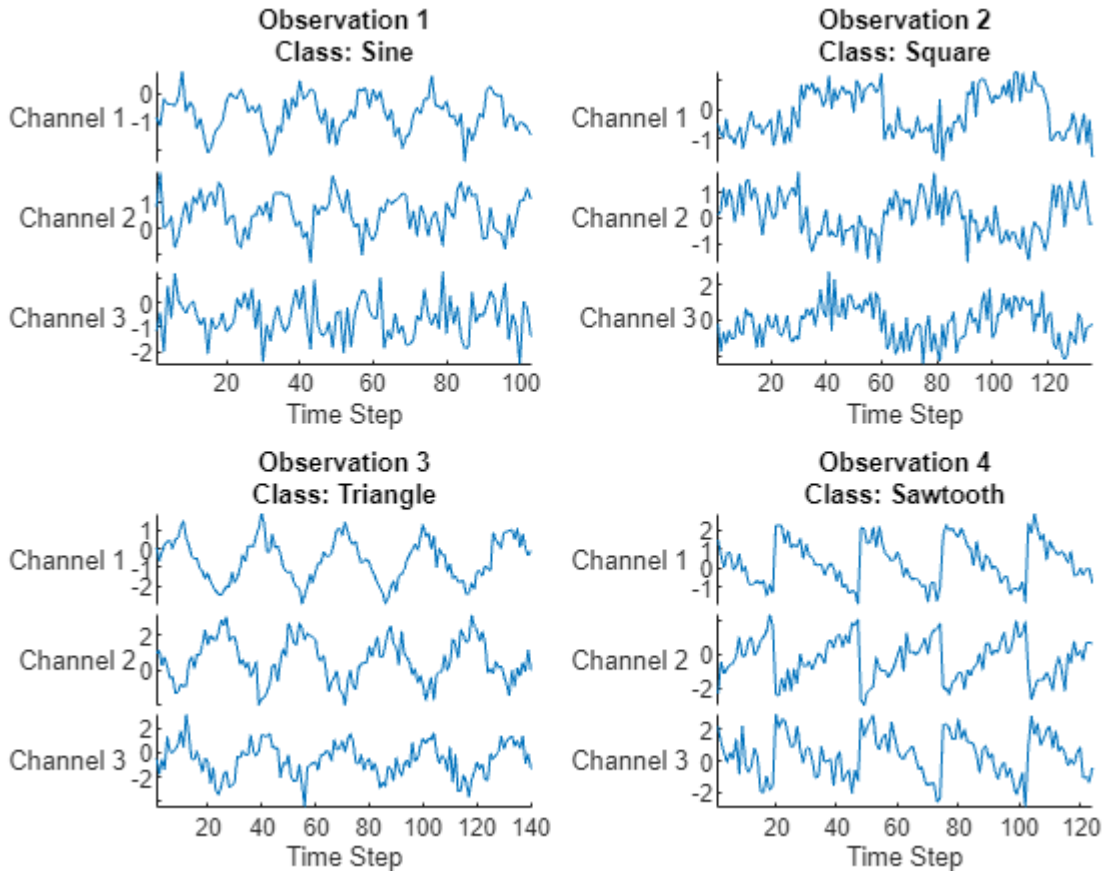 Observation 1
Class: Sine
Channel 1
0
-1
Channel 2
1
0
Channel 3
0
-1
-2
20 40 60 80 100
Time Step
Observation 2
Class: Square
Channel 1
0
-1
Channel 2
1
0
-1
Channel 3
2
0
20 40 60 80 100 120
Time Step
Observation 3
Class: Triangle
Channel 1
1
0
-1
-2
Channel 2
2
0
Channel 3
2
0
-2
20 40 60 80 100 120 140
Time Step
Observation 4
Class: Sawtooth
Channel 1
2
1
0
-1
Channel 2
0
-2
Channel 3
2
0
-2
20 40 60 80 100 120
Time Step